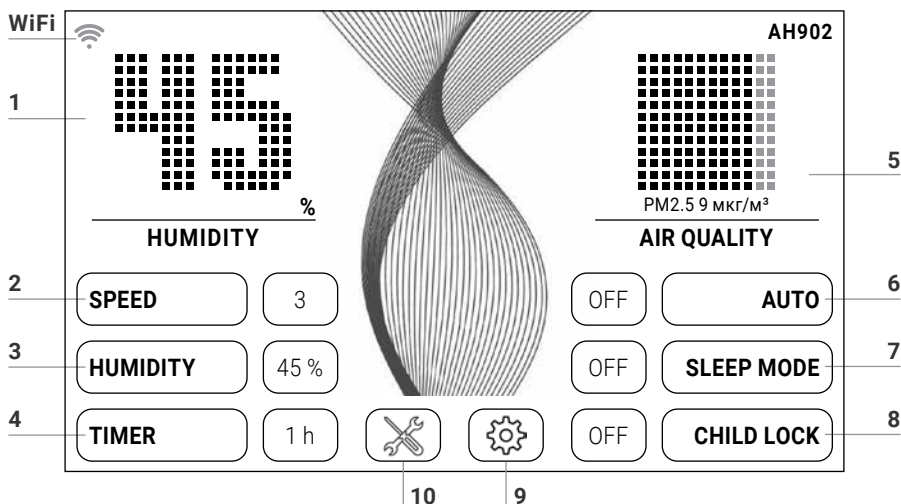 WiFi
AH902
1
45
%
HUMIDITY
5
PM2.5 9 мкг/м³
AIR QUALITY
2
SPEED
3
OFF
AUTO
6
3
HUMIDITY
45 %
OFF
SLEEP MODE
7
4
TIMER
1 h
OFF
CHILD LOCK
8
10
9